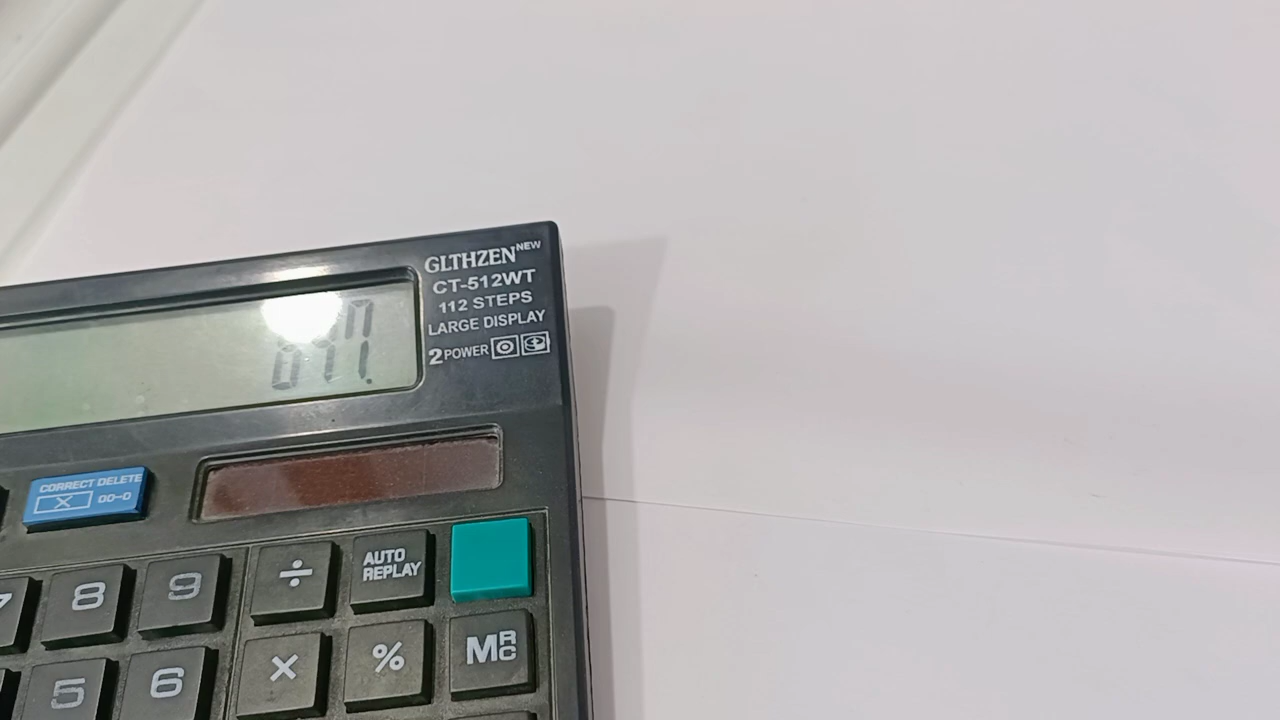 GLTHZEN NEW
CT-512WT
112 STEPS
LARGE DISPLAY
2 POWER
CORRECT DELETE
X 00-0
7 8 9 ÷ AUTO REPLAY
5 6 × % MRC